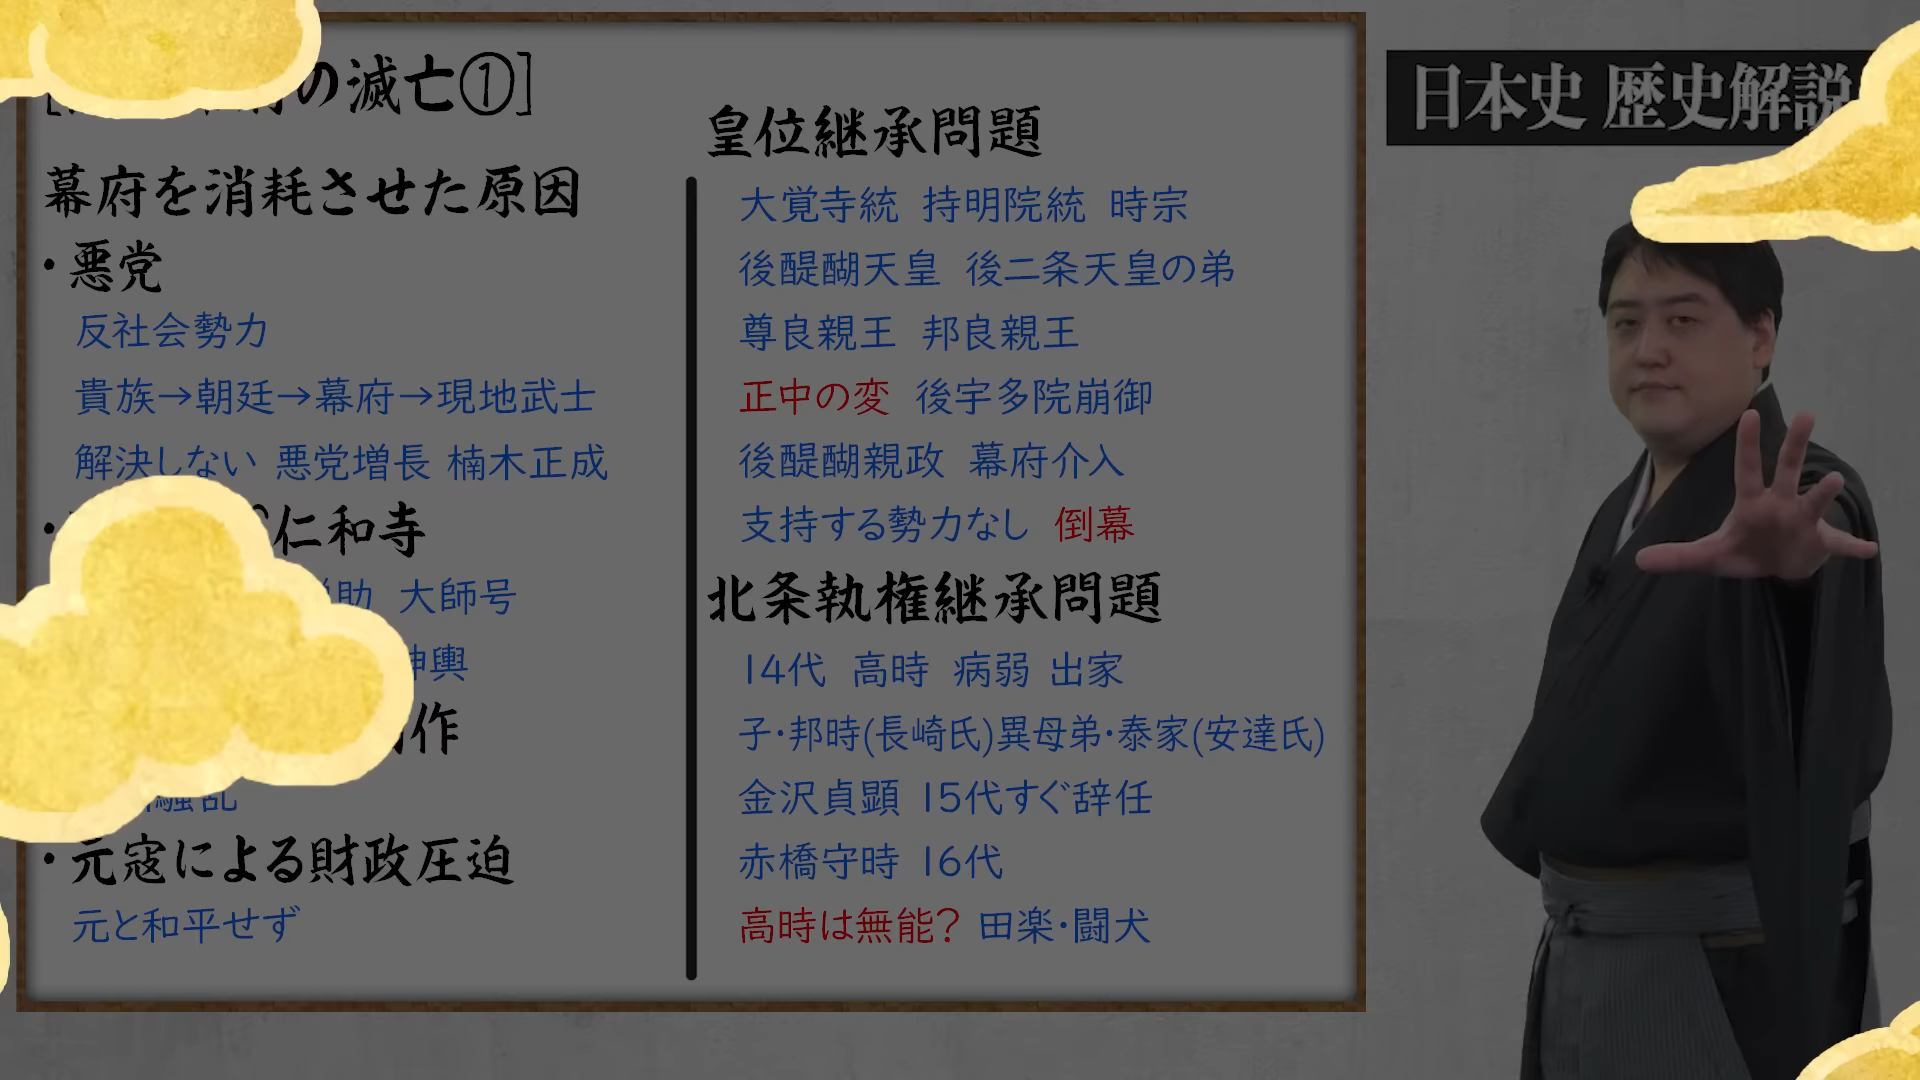 の滅亡①]
幕府を消耗させた原因
・悪党
反社会勢力
貴族→朝廷→幕府→現地武士
解決しない 悪党増長 楠木正成
仁和寺
助 大師号
神輿
作
騒乱
・元寇による財政圧迫
元と和平せず
皇位継承問題
大覚寺統 持明院統 時宗
後醍醐天皇 後二条天皇の弟
尊良親王 邦良親王
正中の変 後宇多院崩御
後醍醐親政 幕府介入
支持する勢力なし 倒幕
北条執権継承問題
14代 高時 病弱 出家
子・邦時(長崎氏)異母弟・泰家(安達氏)
金沢貞顕 15代すぐ辞任
赤橋守時 16代
高時は無能? 田楽・闘犬
日本史 歴史解説